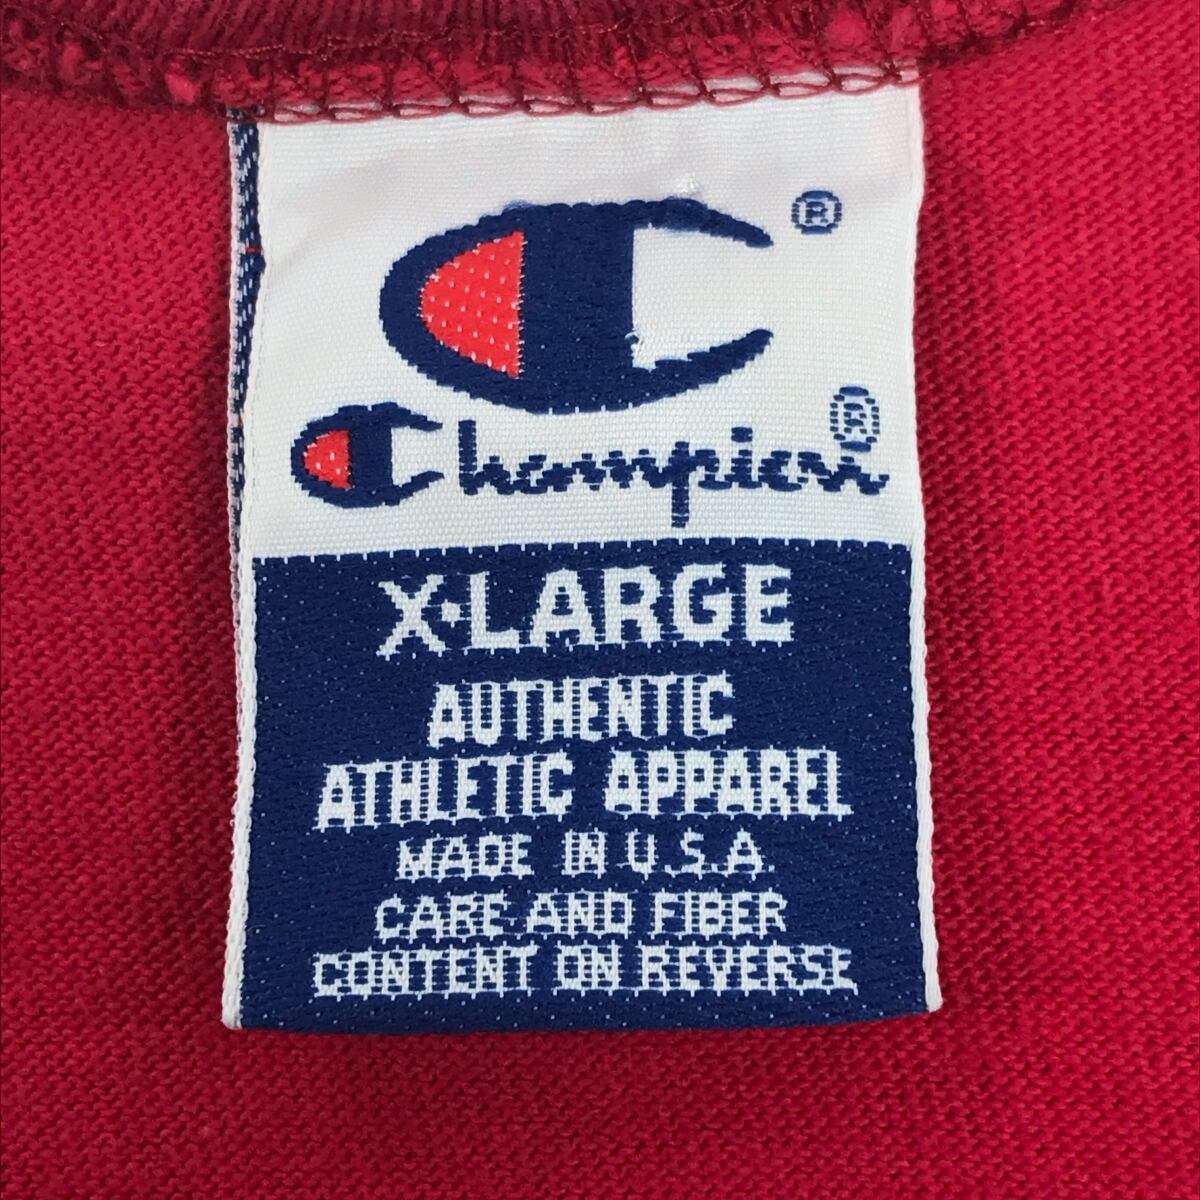 C®
Champion®
X-LARGE
AUTHENTIC
ATHLETIC APPAREL
MADE IN U.S.A.
CARE AND FIBER
CONTENT ON REVERSE